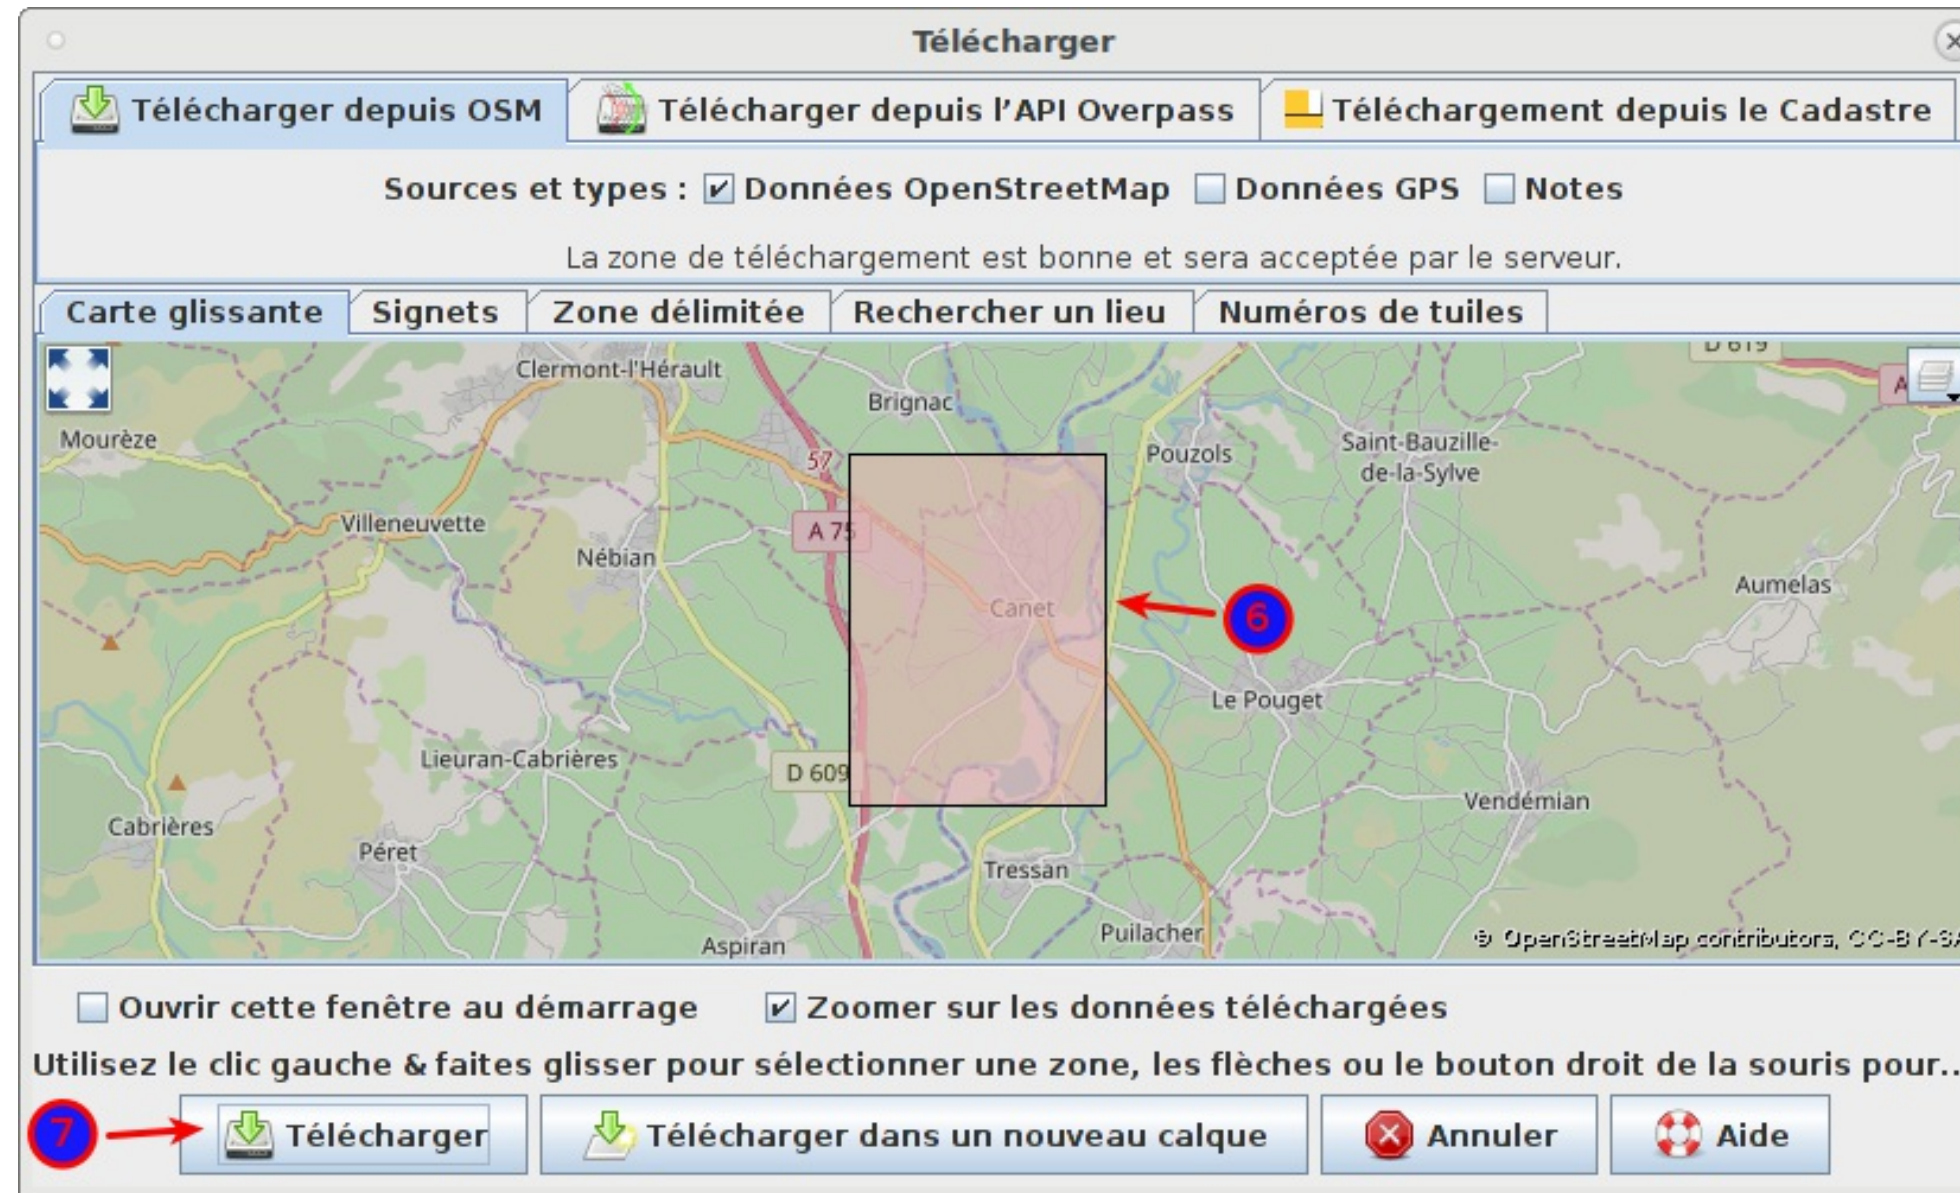 Télécharger
Télécharger depuis OSM
Télécharger depuis l’API Overpass
Téléchargement depuis le Cadastre
Sources et types : Données OpenStreetMap Données GPS Notes
La zone de téléchargement est bonne et sera acceptée par le serveur.
Carte glissante
Signets
Zone délimitée
Rechercher un lieu
Numéros de tuiles
D 619
Clermont-l'Hérault
A
Brignac
Mourèze
Saint-Bauzille-
de-la-Sylve
Pouzols
57
Villeneuvette
A 75
Nébian
Aumelas
Canet
6
Le Pouget
Lieuran-Cabrières
D 609
Vendémian
Cabrières
Péret
Tressan
Puilacher
Aspiran
© OpenStreetMap contributors, CC-BY-SA
Ouvrir cette fenêtre au démarrage
Zoomer sur les données téléchargées
Utilisez le clic gauche & faites glisser pour sélectionner une zone, les flèches ou le bouton droit de la souris pour..
7
Télécharger
Télécharger dans un nouveau calque
Annuler
Aide